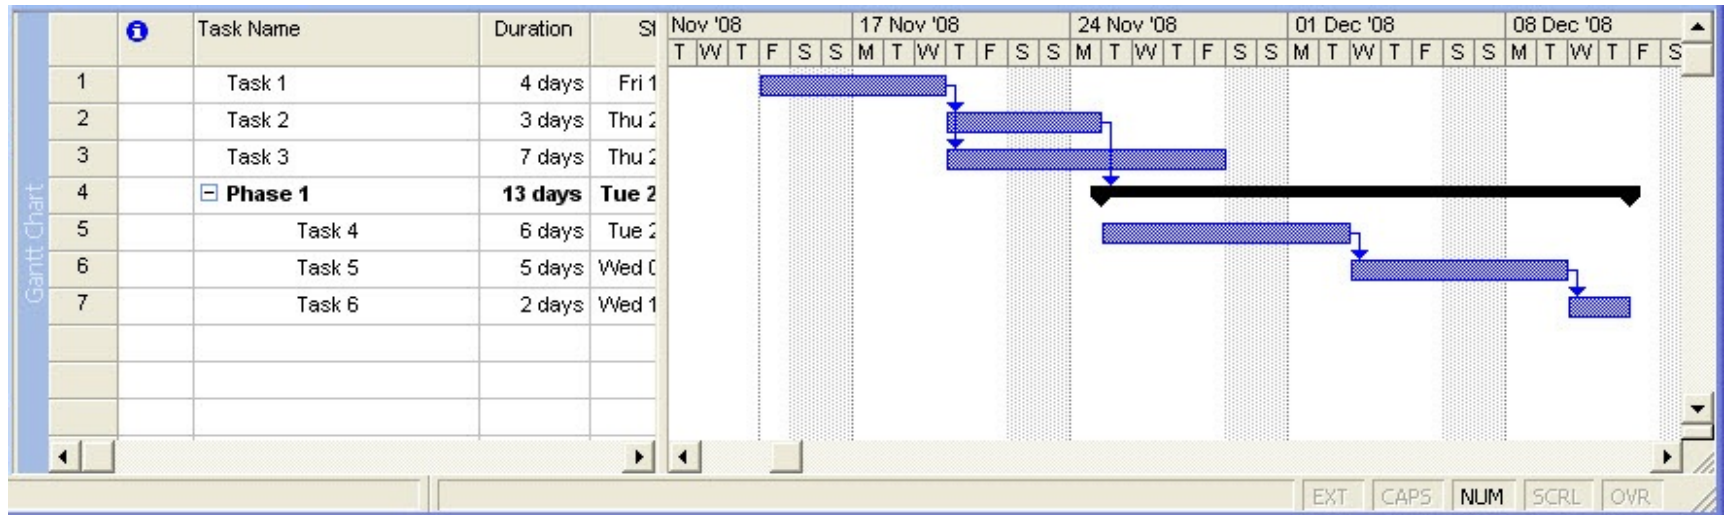 Task Name Duration St Nov '08 17 Nov '08 24 Nov '08 01 Dec '08 08 Dec '08
T W T F S S M T W T F S S M T W T F S S M T W T F S S M T W T F S
1 Task 1 4 days Fri 1
2 Task 2 3 days Thu 2
3 Task 3 7 days Thu 2
4 Phase 1 13 days Tue 2
5 Task 4 6 days Tue 2
6 Task 5 5 days Wed 0
7 Task 6 2 days Wed 1
Gantt Chart
EXT CAPS NUM SCRL OVR